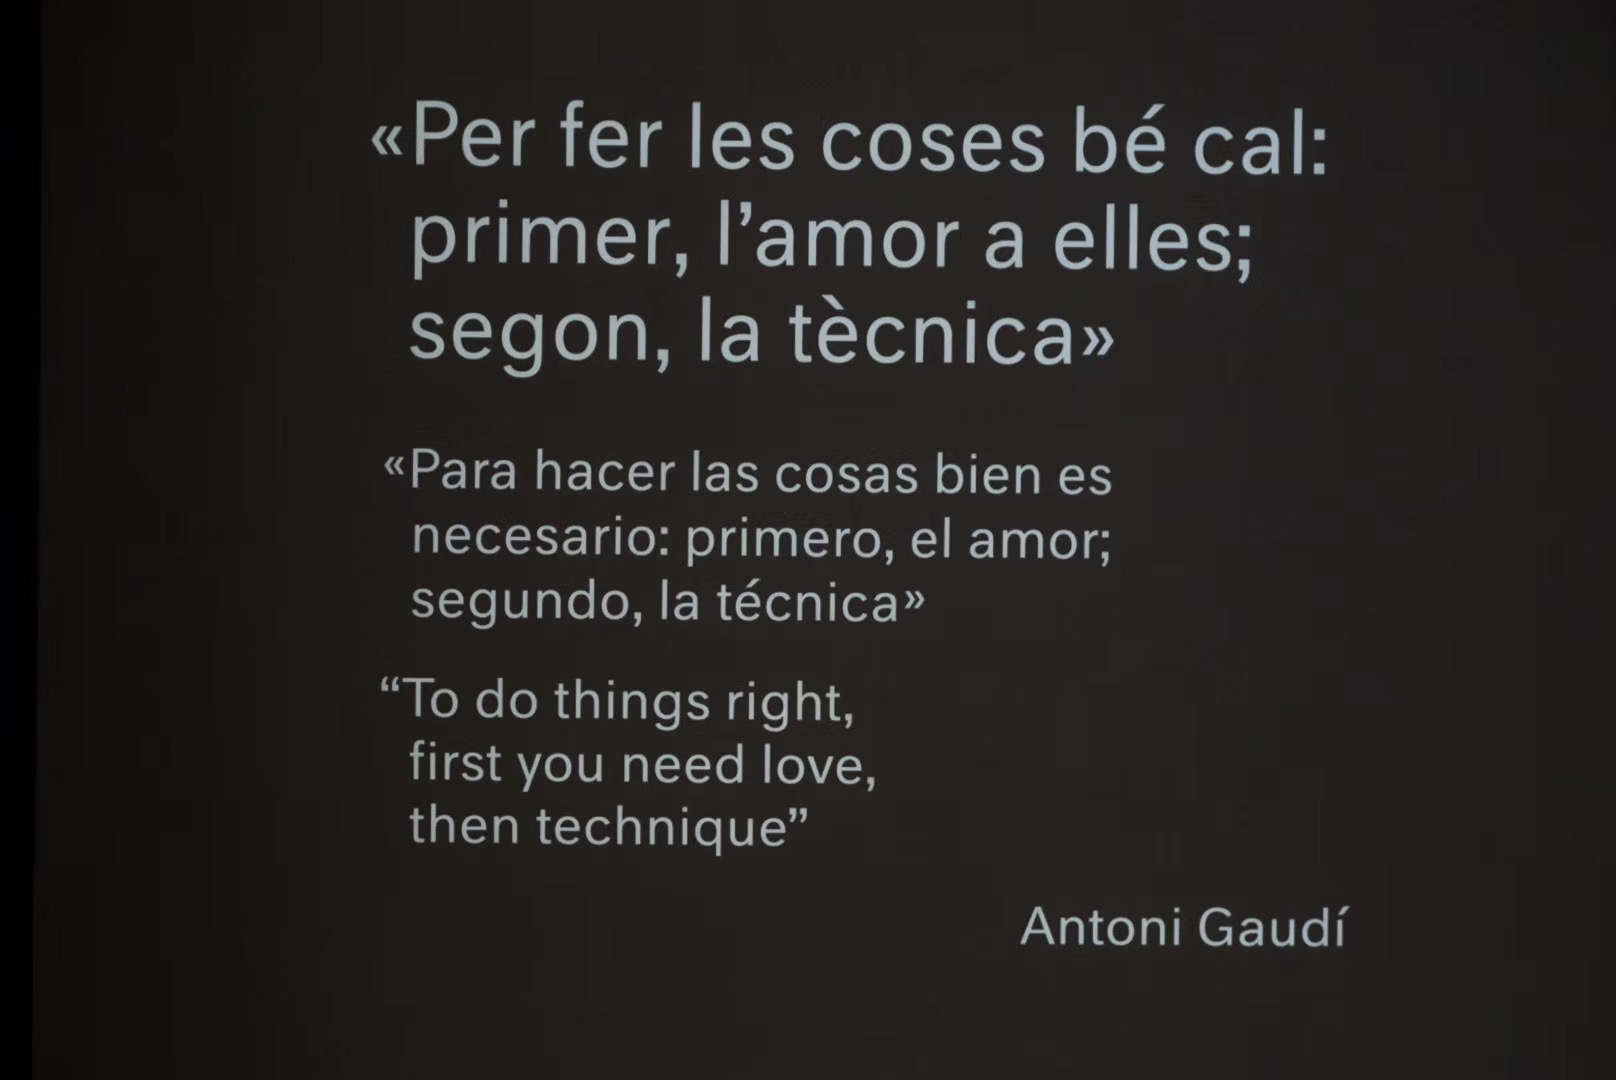 «Per fer les coses bé cal:
primer, l’amor a elles;
segon, la tècnica»
«Para hacer las cosas bien es
necesario: primero, el amor;
segundo, la técnica»
“To do things right,
first you need love,
then technique”
Antoni Gaudí